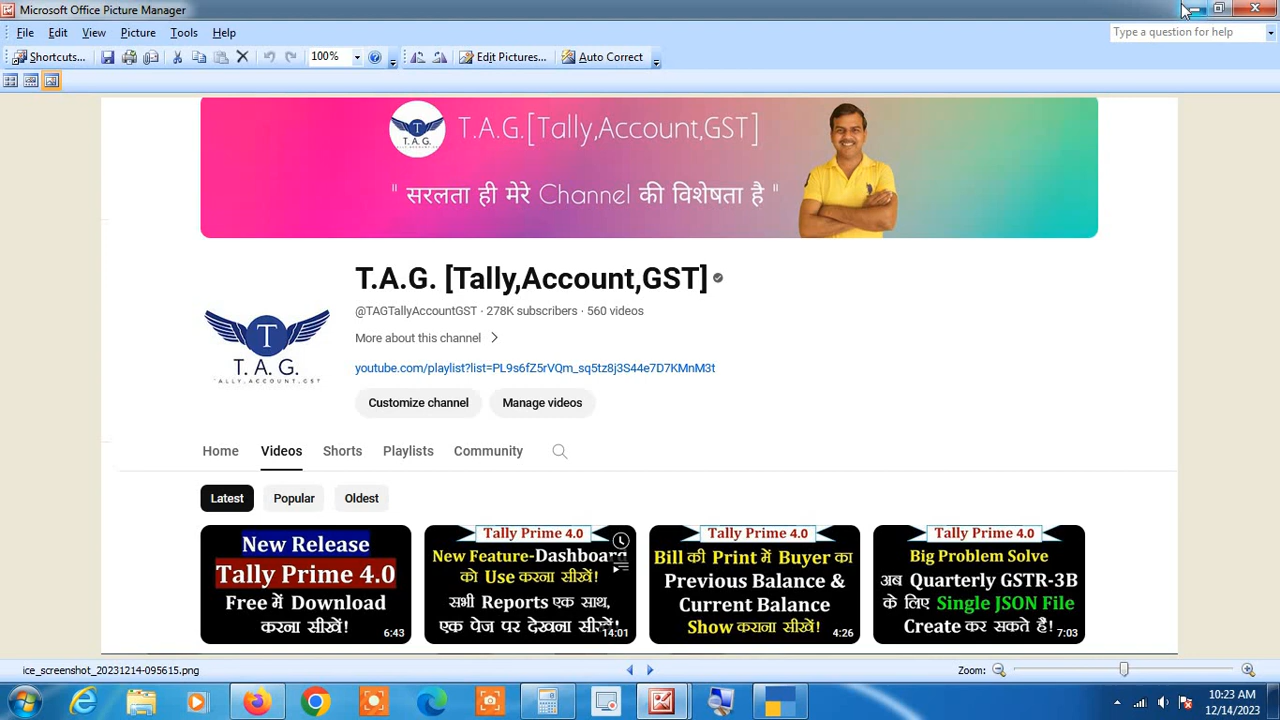 Microsoft Office Picture Manager
File Edit View Picture Tools Help
Type a question for help
Shortcuts... 100% Edit Pictures... Auto Correct
T T.A.G.[Tally,Account,GST]
T. A. G.
" सरलता ही मेरे Channel की विशेषता है "
T.A.G. [Tally,Account,GST]
@TAGTallyAccountGST · 278K subscribers · 560 videos
T
More about this channel
T. A. G.
youtube.com/playlist?list=PL9s6fZ5rVQm_sq5tz8j3S44e7D7KMnM3t
Customize channel Manage videos
Home Videos Shorts Playlists Community
Latest Popular Oldest
New Release
Tally Prime 4.0
Free में Download
करना सीखें!
6:43
Tally Prime 4.0
New Feature-Dashboard
को Use करना सीखें!
सभी Reports एक साथ,
एक पेज पर देखना सीखें!
14:01
Tally Prime 4.0
Bill की Print में Buyer का
Previous Balance &
Current Balance
Show कराना सीखें!
4:26
Tally Prime 4.0
Big Problem Solve
अब Quarterly GSTR-3B
के लिए Single JSON File
Create कर सकते हैं!
7:03
ice_screenshot_20231214-095615.png
Zoom:
10:23 AM
12/14/2023